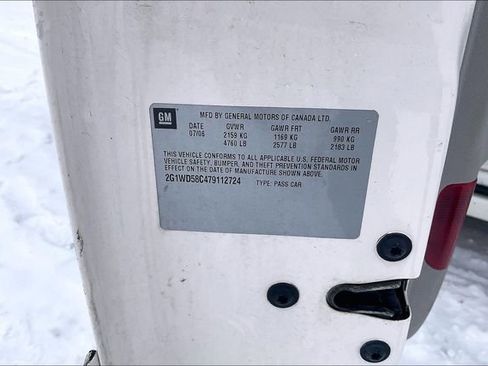 GM MFD BY GENERAL MOTORS OF CANADA LTD.
DATE GVWR GAWR FRT GAWR RR
07/06 2159 KG 1169 KG 990 KG
4760 LB 2577 LB 2183 LB
THIS VEHICLE CONFORMS TO ALL APPLICABLE U.S. FEDERAL MOTOR
VEHICLE SAFETY, BUMPER, AND THEFT PREVENTION STANDARDS IN
EFFECT ON THE DATE OF MANUFACTURE SHOWN ABOVE.
2G1WD58C479112724 TYPE: PASS CAR